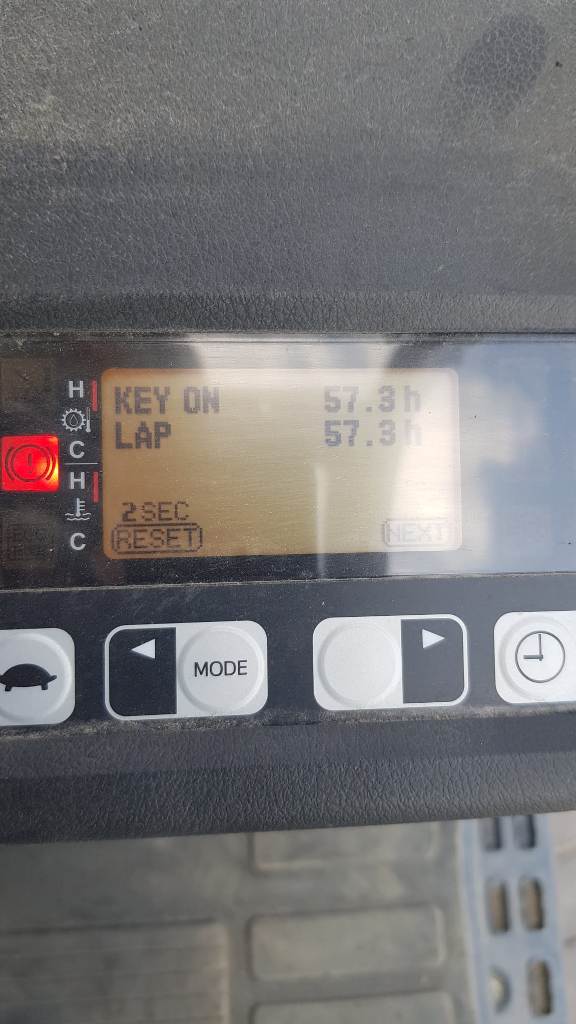 H
C
H
C
KEY ON 57.3 h
LAP 57.3 h
2 SEC
RESET NEXT
MODE